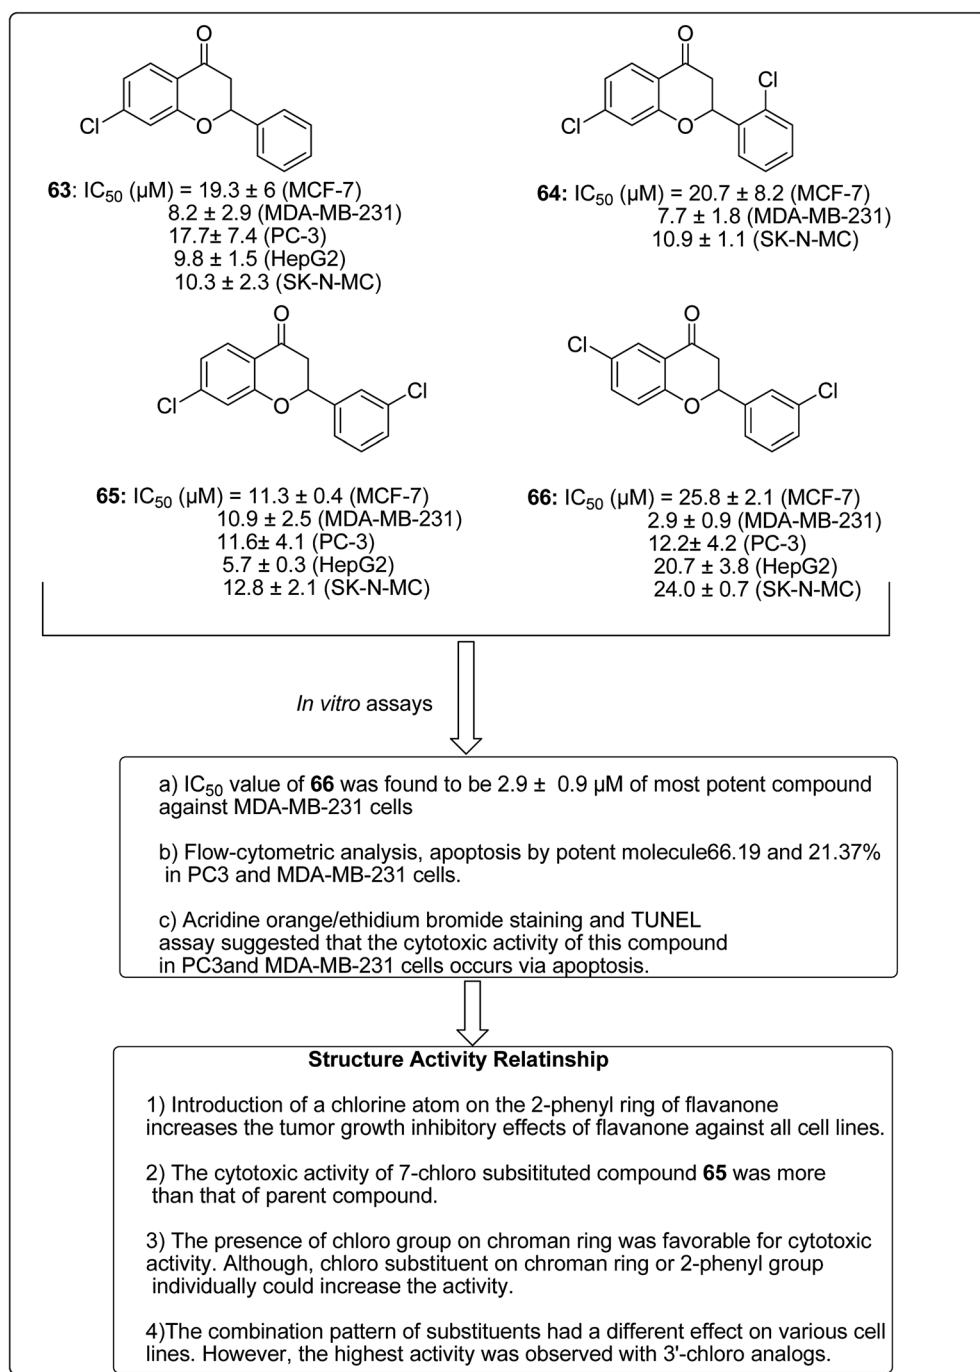 O
Cl
O
63: IC50 (µM) = 19.3 ± 6 (MCF-7)
8.2 ± 2.9 (MDA-MB-231)
17.7± 7.4 (PC-3)
9.8 ± 1.5 (HepG2)
10.3 ± 2.3 (SK-N-MC)
O
Cl
Cl
O
64: IC50 (µM) = 20.7 ± 8.2 (MCF-7)
7.7 ± 1.8 (MDA-MB-231)
10.9 ± 1.1 (SK-N-MC)
O
Cl
Cl
O
65: IC50 (µM) = 11.3 ± 0.4 (MCF-7)
10.9 ± 2.5 (MDA-MB-231)
11.6± 4.1 (PC-3)
5.7 ± 0.3 (HepG2)
12.8 ± 2.1 (SK-N-MC)
O
Cl
Cl
O
66: IC50 (µM) = 25.8 ± 2.1 (MCF-7)
2.9 ± 0.9 (MDA-MB-231)
12.2± 4.2 (PC-3)
20.7 ± 3.8 (HepG2)
24.0 ± 0.7 (SK-N-MC)
In vitro assays
a) IC50 value of 66 was found to be 2.9 ± 0.9 µM of most potent compound
against MDA-MB-231 cells
b) Flow-cytometric analysis, apoptosis by potent molecule66.19 and 21.37%
in PC3 and MDA-MB-231 cells.
c) Acridine orange/ethidium bromide staining and TUNEL
assay suggested that the cytotoxic activity of this compound
in PC3and MDA-MB-231 cells occurs via apoptosis.
Structure Activity Relatinship
1) Introduction of a chlorine atom on the 2-phenyl ring of flavanone
increases the tumor growth inhibitory effects of flavanone against all cell lines.
2) The cytotoxic activity of 7-chloro subsitituted compound 65 was more
than that of parent compound.
3) The presence of chloro group on chroman ring was favorable for cytotoxic
activity. Although, chloro substituent on chroman ring or 2-phenyl group
individually could increase the activity.
4)The combination pattern of substituents had a different effect on various cell
lines. However, the highest activity was observed with 3'-chloro analogs.